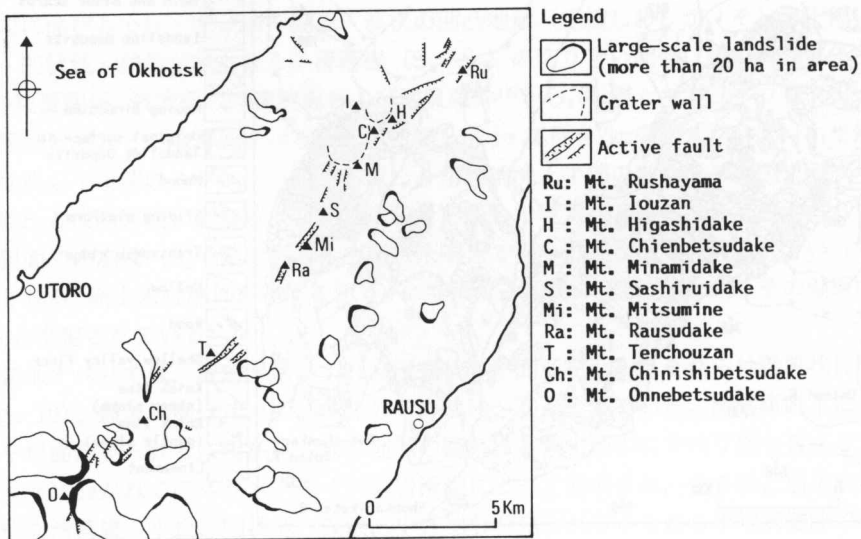 Sea of Okhotsk
Ru
I
H
C
M
S
Mi
Ra
UTORO
T
Ch
RAUSU
O
0 5 Km
Legend
Large-scale landslide
(more than 20 ha in area)
Crater wall
Active fault
Ru: Mt. Rushayama
I : Mt. Iouzan
H : Mt. Higashidake
C : Mt. Chienbetsudake
M : Mt. Minamidake
S : Mt. Sashiruidake
Mi: Mt. Mitsumine
Ra: Mt. Rausudake
T : Mt. Tenchouzan
Ch: Mt. Chinishibetsudake
O : Mt. Onnebetsudake